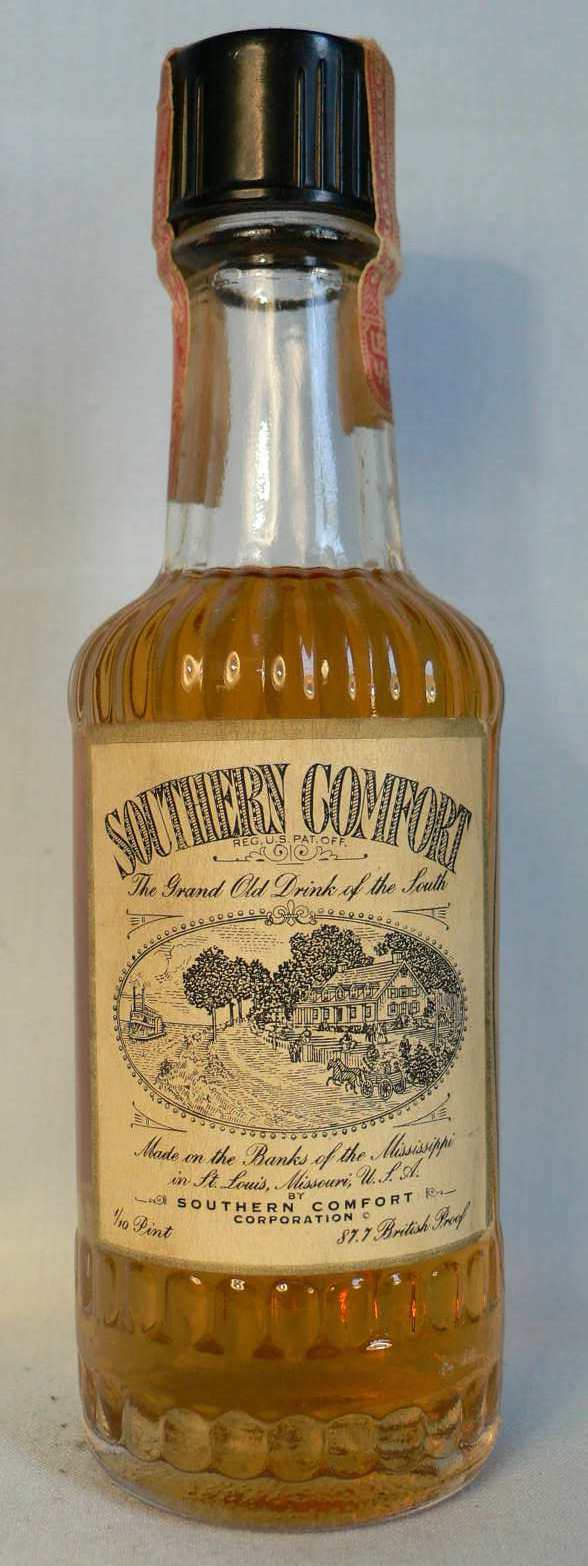 SOUTHERN COMFORT
REG. U.S. PAT. OFF.
The Grand Old Drink of the South
Made on the Banks of the Mississippi
in St. Louis, Missouri, U.S.A.
BY
SOUTHERN COMFORT
CORPORATION ©
1/10 Pint
87.7 British Proof